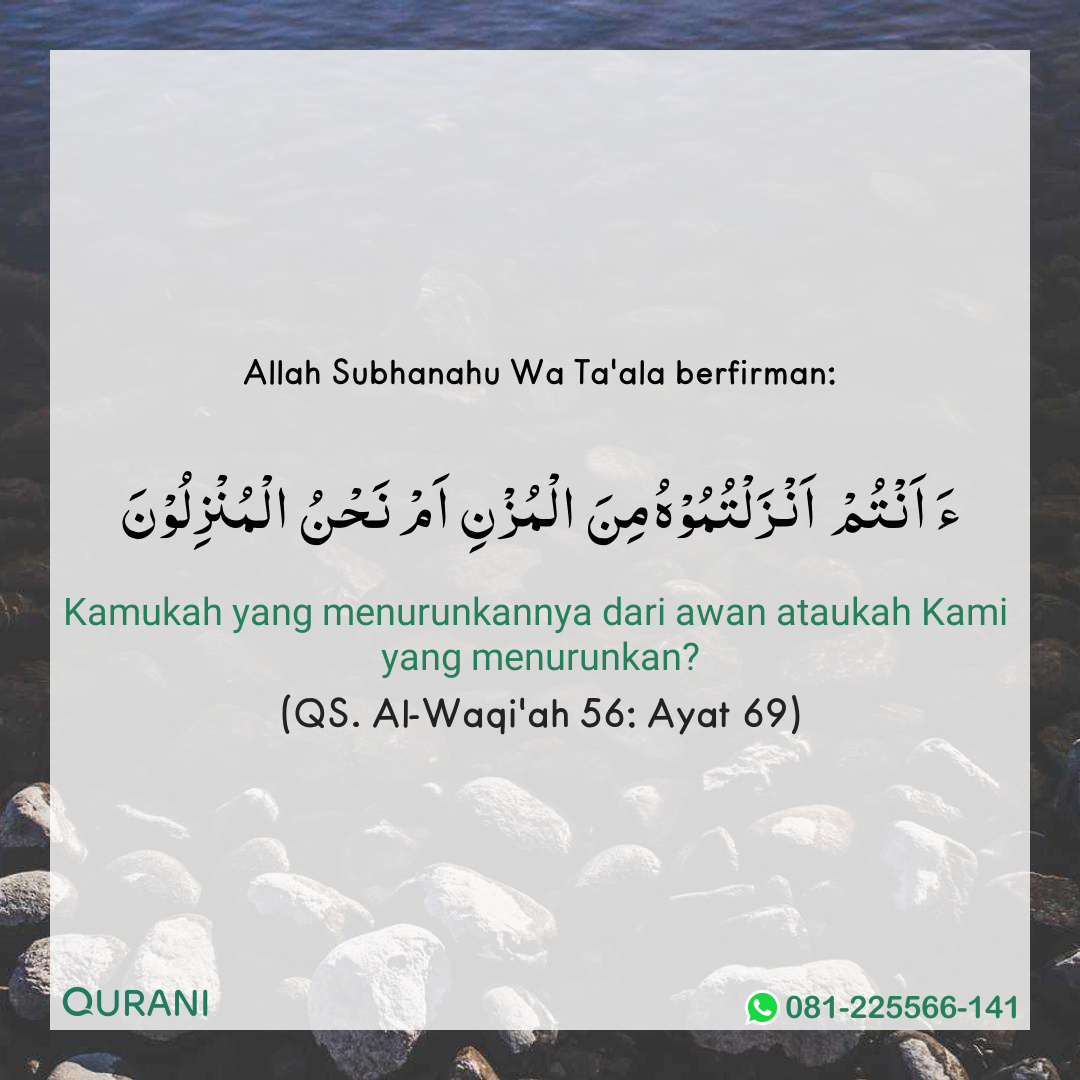 Allah Subhanahu Wa Ta'ala berfirman:
ءَ اَنْتُمْ اَنْزَلْتُمُوْهُ مِنَ الْمُزْنِ اَمْ نَحْنُ الْمُنْزِلُوْنَ
Kamukah yang menurunkannya dari awan ataukah Kami
yang menurunkan?
(QS. Al-Waqi'ah 56: Ayat 69)
QURANI
081-225566-141